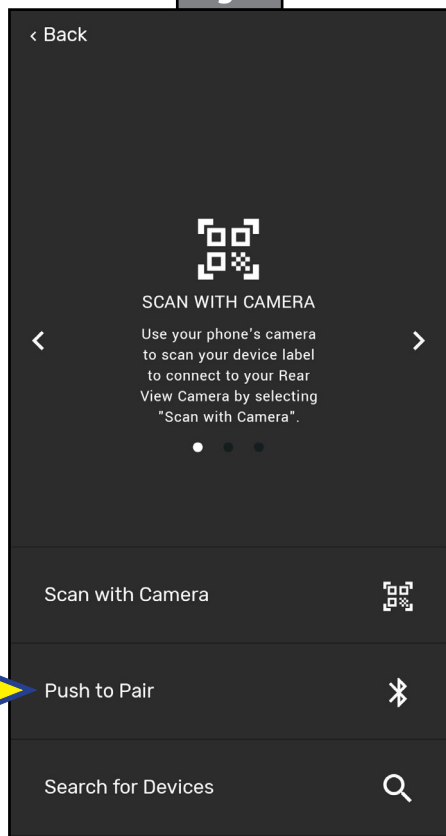 ‹ Back
SCAN WITH CAMERA
Use your phone's camera
to scan your device label
to connect to your Rear
View Camera by selecting
"Scan with Camera".
Scan with Camera
Push to Pair
Search for Devices